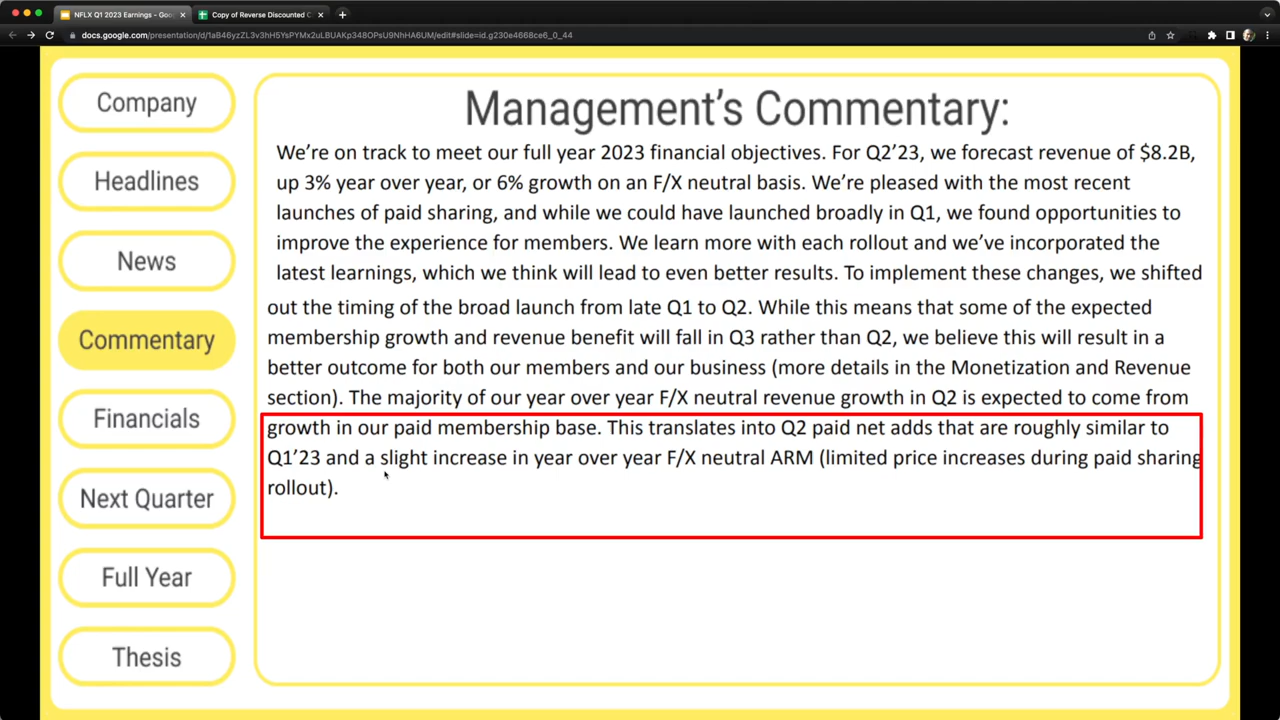 NFLX Q1 2023 Earnings - Goo
Copy of Reverse Discounted C
docs.google.com/presentation/d/1aB46yzZL3v3hH5YsPYMx2uLBUAKp348OPsU9NhHA6UM/edit#slide=id.g230e4668ce6_0_44
Company
Headlines
News
Commentary
Financials
Next Quarter
Full Year
Thesis
Management’s Commentary:
We’re on track to meet our full year 2023 financial objectives. For Q2’23, we forecast revenue of $8.2B,
up 3% year over year, or 6% growth on an F/X neutral basis. We’re pleased with the most recent
launches of paid sharing, and while we could have launched broadly in Q1, we found opportunities to
improve the experience for members. We learn more with each rollout and we’ve incorporated the
latest learnings, which we think will lead to even better results. To implement these changes, we shifted
out the timing of the broad launch from late Q1 to Q2. While this means that some of the expected
membership growth and revenue benefit will fall in Q3 rather than Q2, we believe this will result in a
better outcome for both our members and our business (more details in the Monetization and Revenue
section). The majority of our year over year F/X neutral revenue growth in Q2 is expected to come from
growth in our paid membership base. This translates into Q2 paid net adds that are roughly similar to
Q1’23 and a slight increase in year over year F/X neutral ARM (limited price increases during paid sharing
rollout).